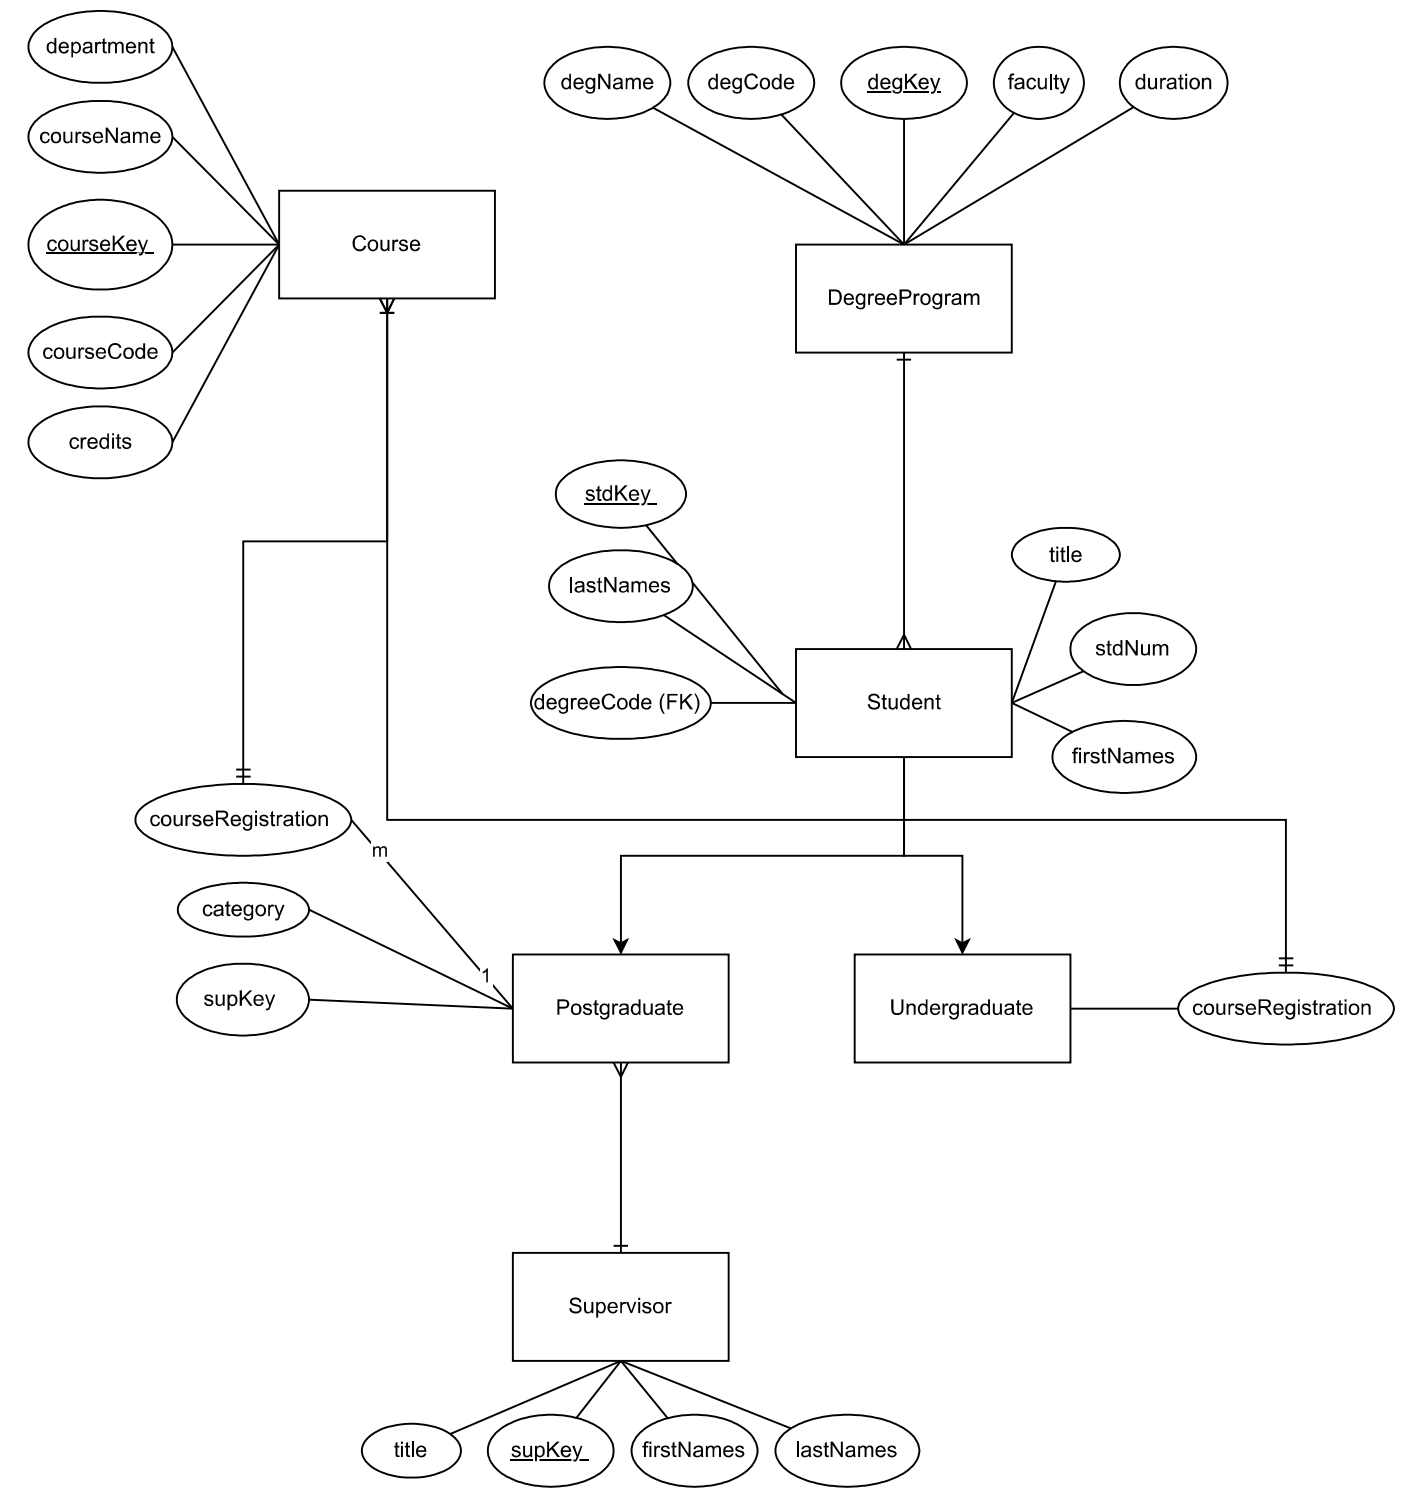 department
courseName
courseKey
courseCode
credits
Course
degName
degCode
degKey
faculty
duration
DegreeProgram
stdKey
lastNames
degreeCode (FK)
Student
title
stdNum
firstNames
courseRegistration
m
1
category
supKey
Postgraduate
Undergraduate
courseRegistration
Supervisor
title
supKey
firstNames
lastNames